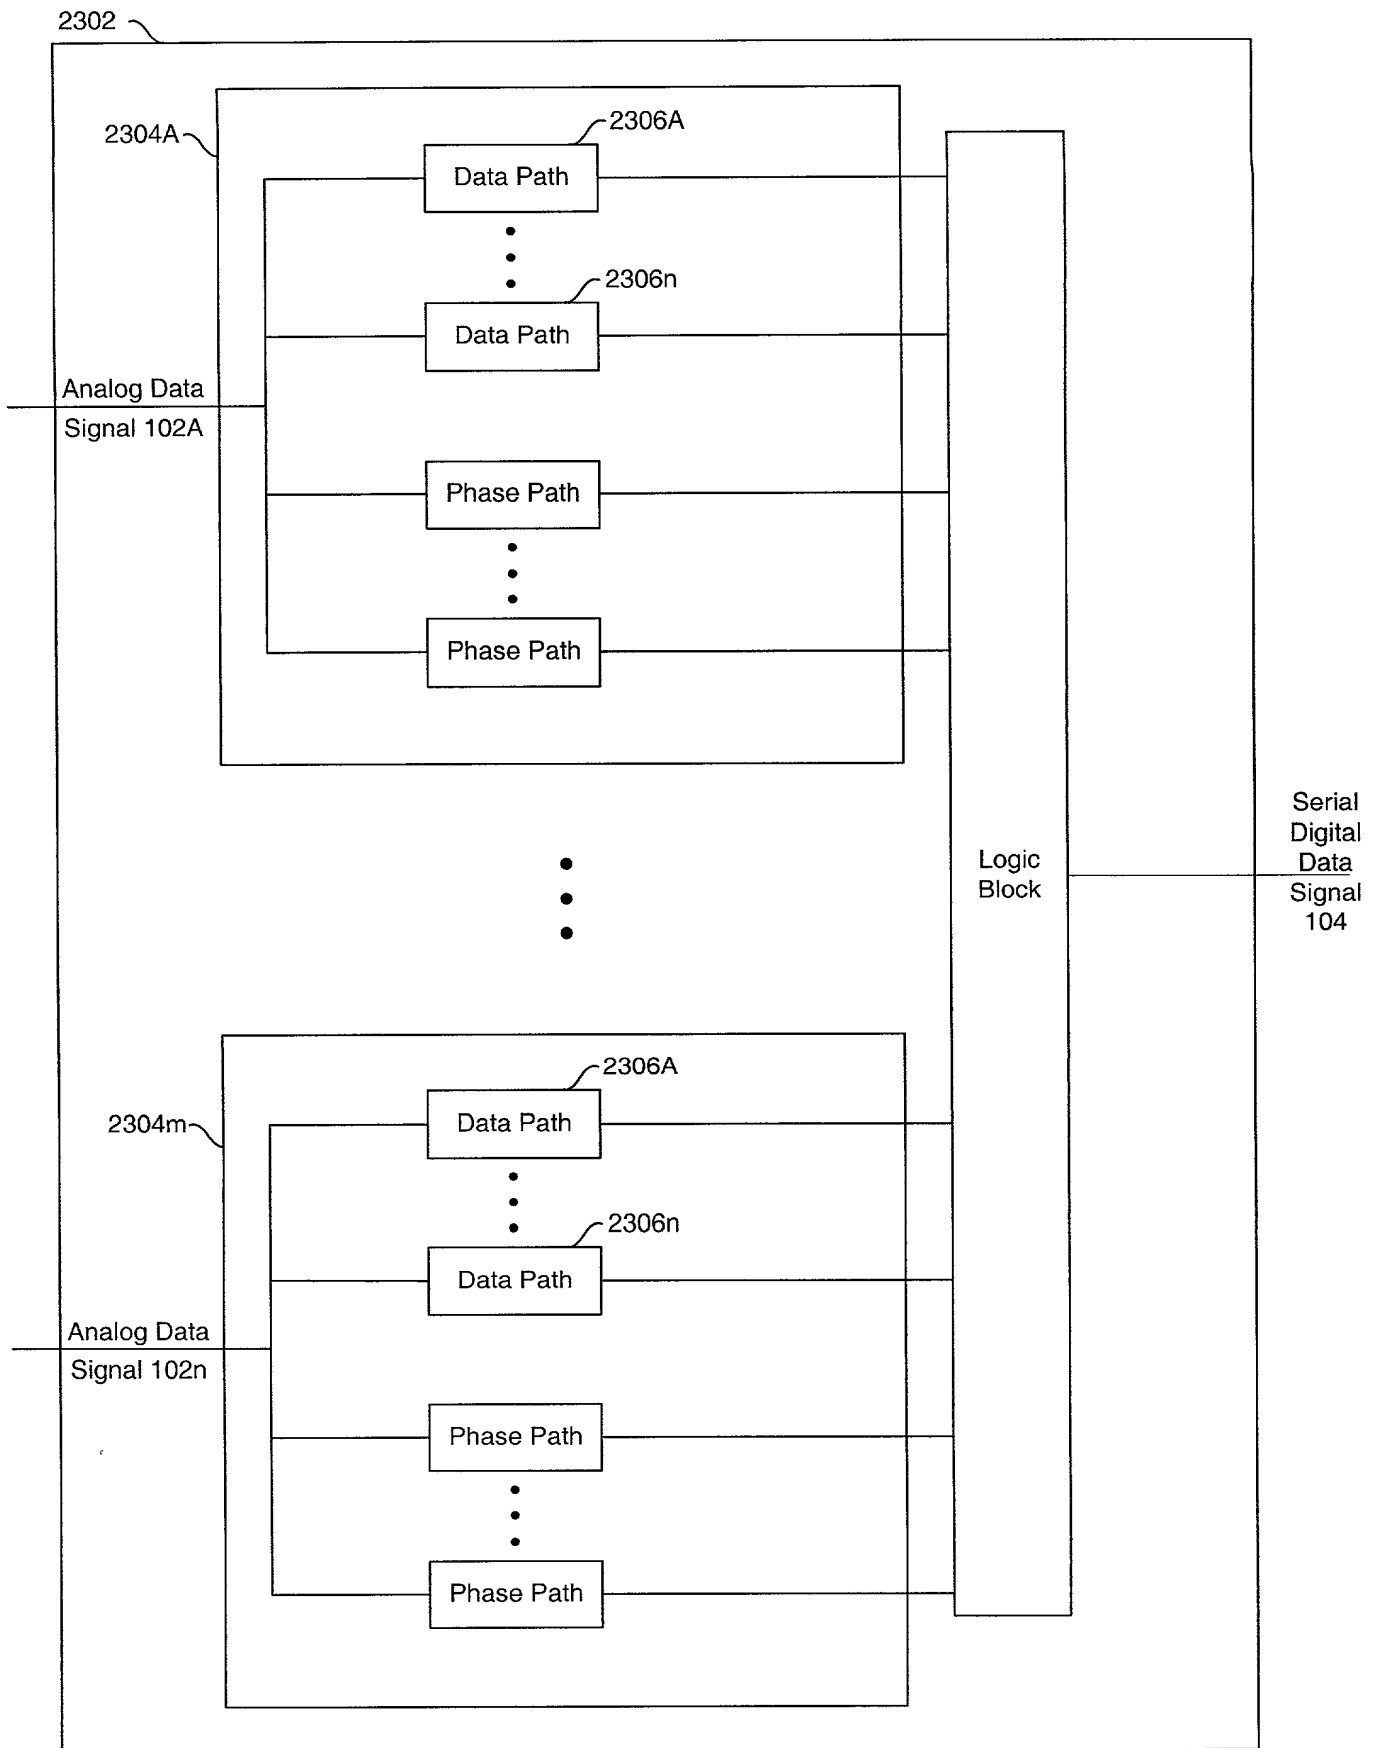 2302
2304A
2306A
Data Path
2306n
Data Path
Analog Data
Signal 102A
Phase Path
Phase Path
Serial
Digital
Data
Signal
104
Logic
Block
2306A
2304m
Data Path
2306n
Data Path
Analog Data
Signal 102n
Phase Path
Phase Path